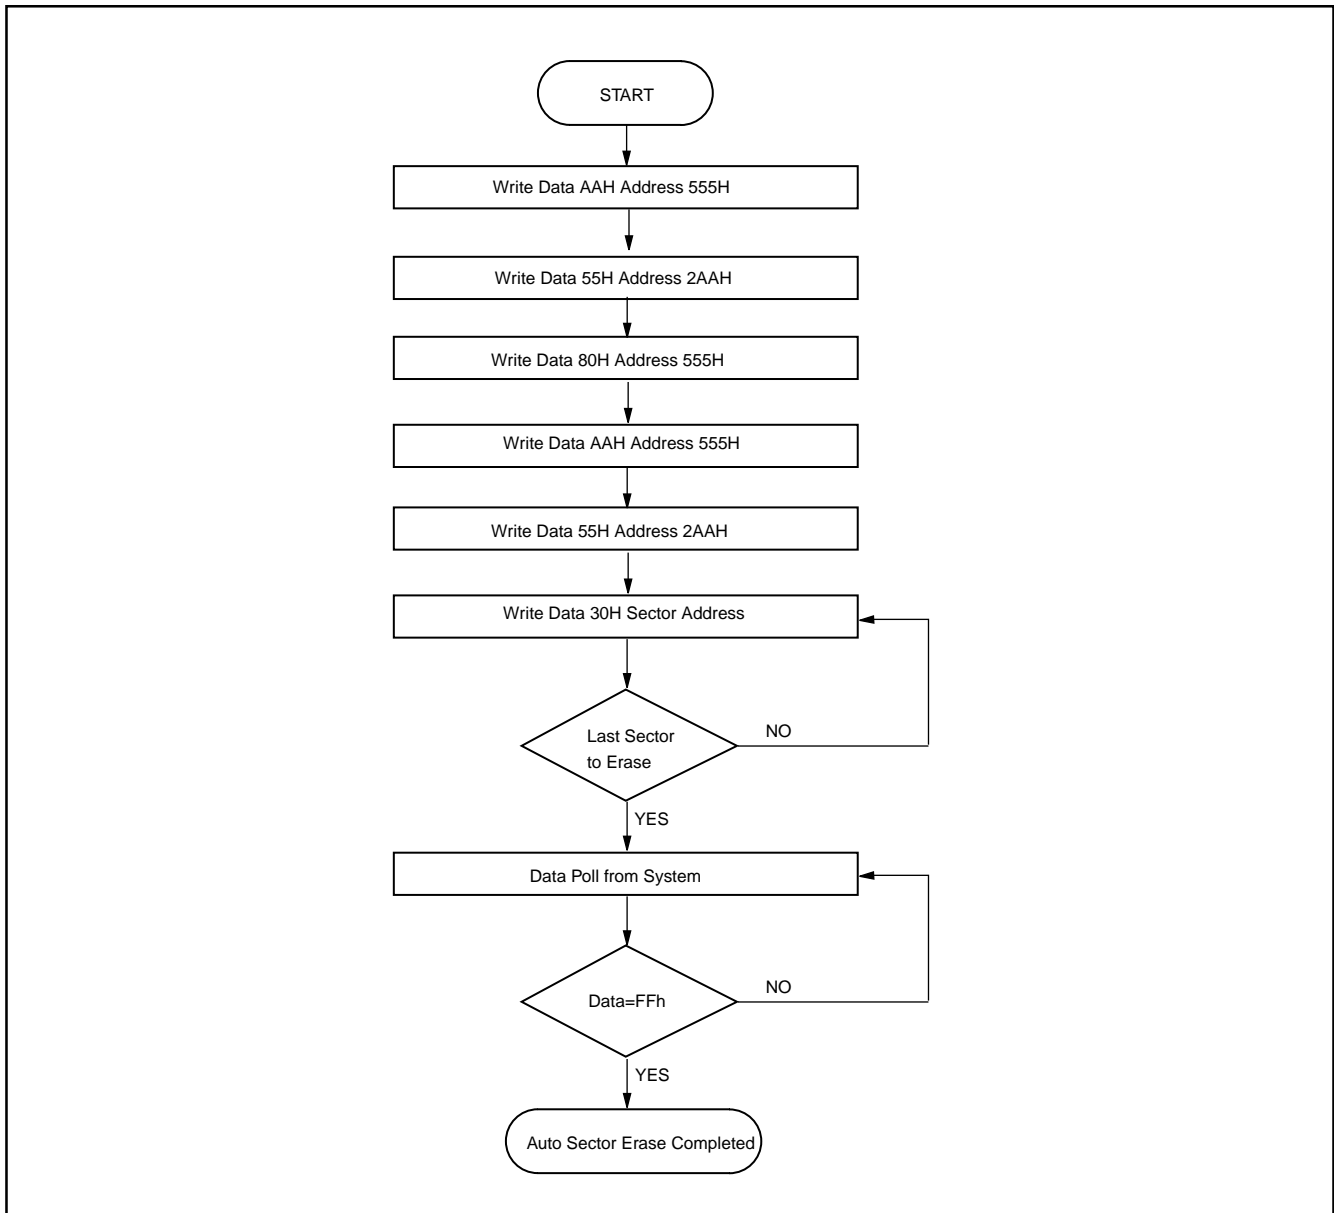 START
Write Data AAH Address 555H
Write Data 55H Address 2AAH
Write Data 80H Address 555H
Write Data AAH Address 555H
Write Data 55H Address 2AAH
Write Data 30H Sector Address
Last Sector
to Erase
NO
YES
Data Poll from System
Data=FFh
NO
YES
Auto Sector Erase Completed